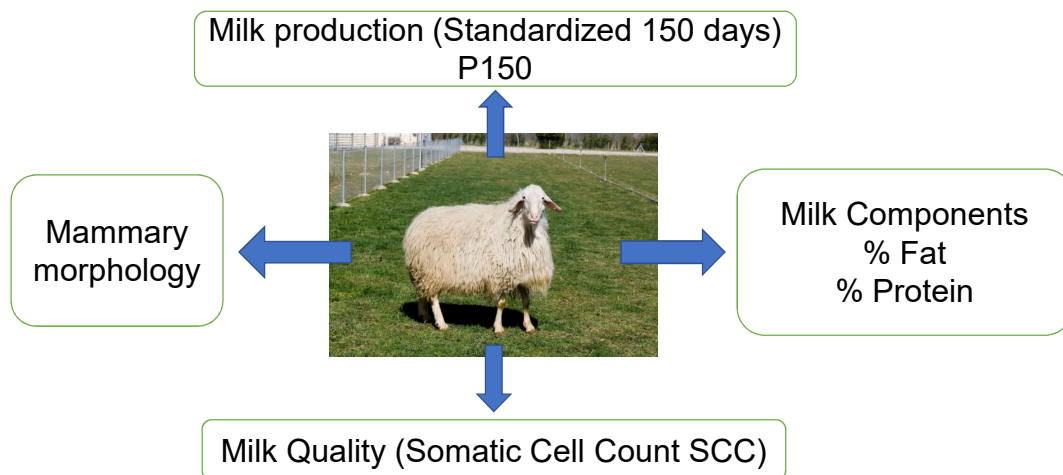 Milk production (Standardized 150 days)
P150
Mammary
morphology
Milk Components
% Fat
% Protein
Milk Quality (Somatic Cell Count SCC)